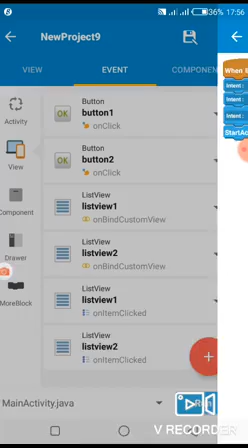 36% 17:56
NewProject9
VIEW EVENT COMPONEN
Activity
View
Component
Drawer
MoreBlock
Button
button1
onClick
Button
button2
onClick
ListView
listview1
onBindCustomView
ListView
listview2
onBindCustomView
ListView
listview1
onItemClicked
ListView
listview2
onItemClicked
OK
OK
+
When
Intent :
Intent :
Intent :
StartAc
MainActivity.java
V RECORDER